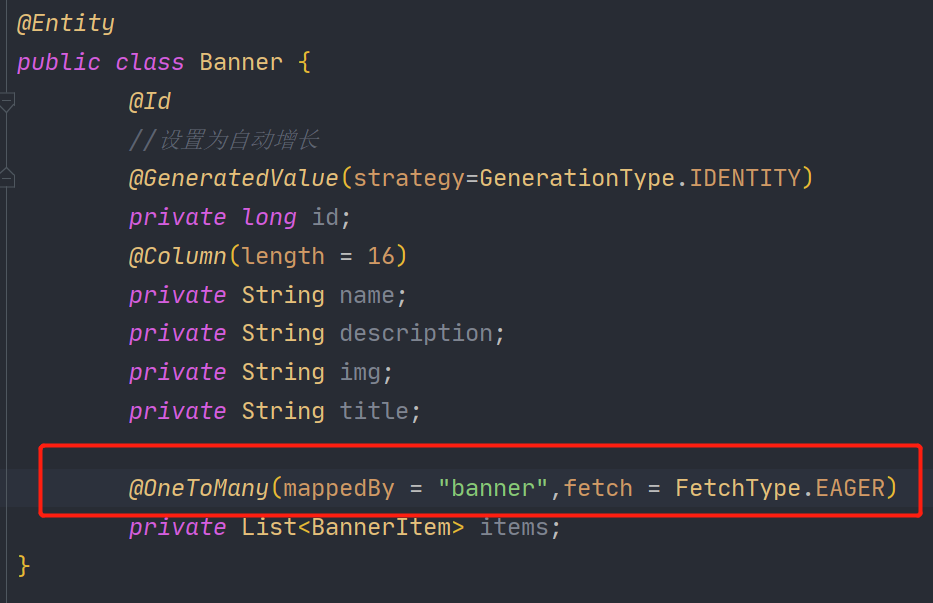 @Entity
public class Banner {
@Id
//设置为自动增长
@GeneratedValue(strategy=GenerationType.IDENTITY)
private long id;
@Column(length = 16)
private String name;
private String description;
private String img;
private String title;
@OneToMany(mappedBy = "banner",fetch = FetchType.EAGER)
private List<BannerItem> items;
}